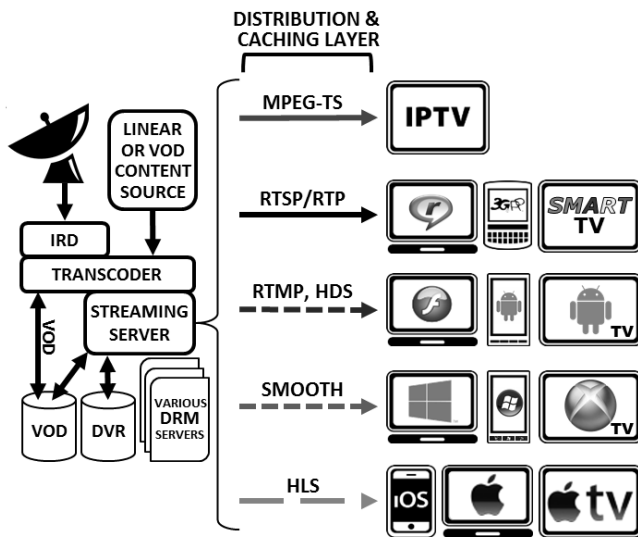 DISTRIBUTION &
CACHING LAYER
MPEG-TS
IPTV
LINEAR
OR VOD
CONTENT
SOURCE
RTSP/RTP
r
3GPP
SMART
TV
IRD
TRANSCODER
STREAMING
SERVER
VOD
RTMP, HDS
f
TV
SMOOTH
TV
VOD
DVR
VARIOUS
DRM
SERVERS
HLS
iOS
tv